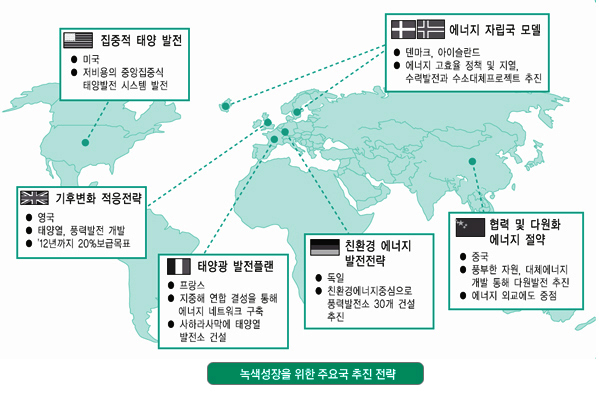 집중적 태양 발전
● 미국
● 저비용의 중앙집중식
태양발전 시스템 발전
에너지 자립국 모델
● 덴마크, 아이슬란드
● 에너지 고효율 정책 및 지열,
수력발전과 수소대체프로젝트 추진
기후변화 적응전략
● 영국
● 태양열, 풍력발전 개발
● '12년까지 20%보급목표
태양광 발전플랜
● 프랑스
● 지중해 연합 결성을 통해
에너지 네트워크 구축
● 사하라사막에 태양열
발전소 건설
친환경 에너지
발전전략
● 독일
● 친환경에너지중심으로
풍력발전소 30개 건설
추진
협력 및 다원화
에너지 절약
● 중국
● 풍부한 자원, 대체에너지
개발 통해 다원발전 추진
● 에너지 외교에도 중점
녹색성장을 위한 주요국 추진 전략